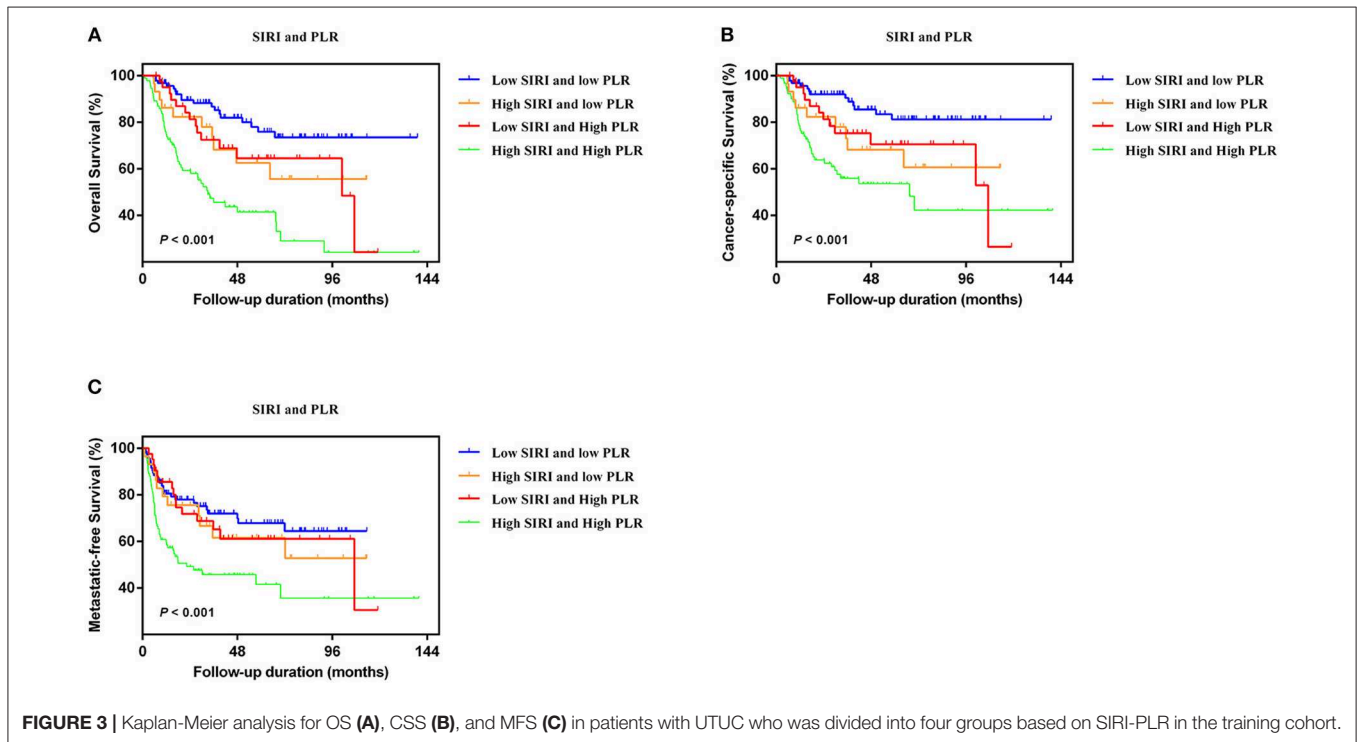 A
SIRI and PLR
Overall Survival (%)
100
80
60
40
P < 0.001
0 48 96 144
Follow-up duration (months)
Low SIRI and low PLR
High SIRI and low PLR
Low SIRI and High PLR
High SIRI and High PLR
B
SIRI and PLR
Cancer-specific Survival (%)
100
80
60
40
P < 0.001
0 48 96 144
Follow-up duration (months)
Low SIRI and low PLR
High SIRI and low PLR
Low SIRI and High PLR
High SIRI and High PLR
C
SIRI and PLR
Metastatic-free Survival (%)
100
80
60
40
P < 0.001
0 48 96 144
Follow-up duration (months)
Low SIRI and low PLR
High SIRI and low PLR
Low SIRI and High PLR
High SIRI and High PLR
FIGURE 3 | Kaplan-Meier analysis for OS (A), CSS (B), and MFS (C) in patients with UTUC who was divided into four groups based on SIRI-PLR in the training cohort.